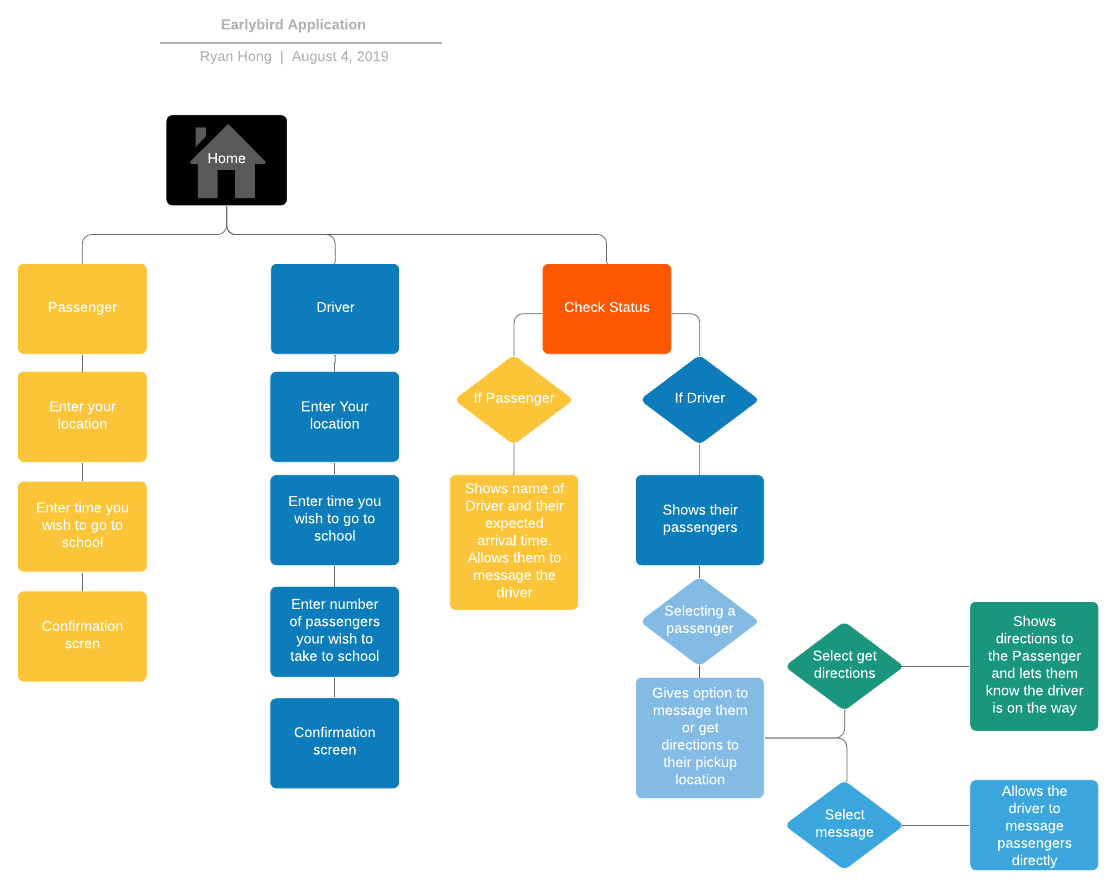 Earlybird Application
Ryan Hong | August 4, 2019
Home
Passenger
Driver
Check Status
If Passenger
If Driver
Enter your
location
Enter Your
location
Enter time you
wish to go to
school
Enter time you
wish to go to
school
Shows name of
Driver and their
expected
arrival time.
Allows them to
message the
driver
Shows their
passengers
Confirmation
scren
Enter number
of passengers
your wish to
take to school
Selecting a
passenger
Confirmation
screen
Gives option to
message them
or get
directions to
their pickup
location
Select get
directions
Shows
directions to
the Passenger
and lets them
know the driver
is on the way
Select
message
Allows the
driver to
message
passengers
directly